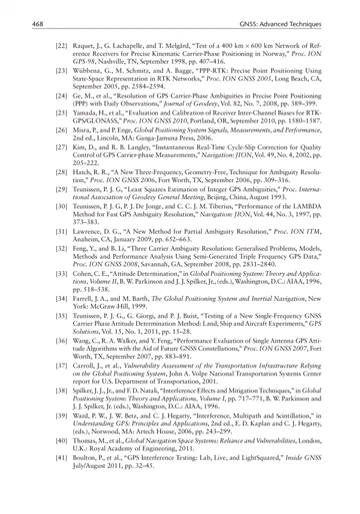 468 GNSS: Advanced Techniques
[22] Raquet, J., G. Lachapelle, and T. Melgård, “Test of a 400 km × 600 km Network of Ref-
erence Receivers for Precise Kinematic Carrier-Phase Positioning in Norway,” Proc. ION
GPS-98, Nashville, TN, September 1998, pp. 407–416.
[23] Wübbena, G., M. Schmitz, and A. Bagge, “PPP-RTK: Precise Point Positioning Using
State-Space Representation in RTK Networks,” Proc. ION GNSS 2005, Long Beach, CA,
September 2005, pp. 2584–2594.
[24] Ge, M., et al., “Resolution of GPS Carrier-Phase Ambiguities in Precise Point Positioning
(PPP) with Daily Observations,” Journal of Geodesy, Vol. 82, No. 7, 2008, pp. 389–399.
[25] Yamada, H., et al., “Evaluation and Calibration of Receiver Inter-Channel Biases for RTK-
GPS/GLONASS,” Proc. ION GNSS 2010, Portland, OR, September 2010, pp. 1580–1587.
[26] Misra, P., and P. Enge, Global Positioning System: Signals, Measurements, and Performance,
2nd ed., Lincoln, MA: Ganga-Jamuna Press, 2006.
[27] Kim, D., and R. B. Langley, “Instantaneous Real-Time Cycle-Slip Correction for Quality
Control of GPS Carrier-phase Measurements,” Navigation: JION, Vol. 49, No. 4, 2002, pp.
205–222.
[28] Hatch, R. R., “A New Three-Frequency, Geometry-Free, Technique for Ambiguity Resolu-
tion,” Proc. ION GNSS 2006, Fort Worth, TX, September 2006, pp. 309–316.
[29] Teunissen, P. J. G, “Least Squares Estimation of Integer GPS Ambiguities,” Proc. Interna-
tional Association of Geodesy General Meeting, Beijing, China, August 1993.
[30] Teunissen, P. J. G, P. J. De Jonge, and C. C. J. M. Tiberius, “Performance of the LAMBDA
Method for Fast GPS Ambiguity Resolution,” Navigation: JION, Vol. 44, No. 3, 1997, pp.
373–383.
[31] Lawrence, D. G., “A New Method for Partial Ambiguity Resolution,” Proc. ION ITM,
Anaheim, CA, January 2009, pp. 652–663.
[32] Feng, Y., and B. Li, “Three Carrier Ambiguity Resolution: Generalised Problems, Models,
Methods and Performance Analysis Using Semi-Generated Triple Frequency GPS Data,”
Proc. ION GNSS 2008, Savannah, GA, September 2008, pp. 2831–2840.
[33] Cohen, C. E., “Attitude Determination,” in Global Positioning System: Theory and Applica-
tions, Volume II, B. W. Parkinson and J. J. Spilker, Jr., (eds.), Washington, D.C.: AIAA, 1996,
pp. 518–538.
[34] Farrell, J. A., and M. Barth, The Global Positioning System and Inertial Navigation, New
York: McGraw-Hill, 1999.
[35] Teunissen, P. J. G., G. Giorgi, and P. J. Buist, “Testing of a New Single-Frequency GNSS
Carrier Phase Attitude Determination Method: Land, Ship and Aircraft Experiments,” GPS
Solutions, Vol. 15, No. 1, 2011, pp. 15–28.
[36] Wang, C., R. A. Walker, and Y. Feng, “Performance Evaluation of Single Antenna GPS Atti-
tude Algorithms with the Aid of Future GNSS Constellations,” Proc. ION GNSS 2007, Fort
Worth, TX, September 2007, pp. 883–891.
[37] Carroll, J., et al., Vulnerability Assessment of the Transportation Infrastructure Relying
on the Global Positioning System, John A. Volpe National Transportation Systems Center
report for U.S. Department of Transportation, 2001.
[38] Spilker, J. J., Jr., and F. D. Natali, “Interference Effects and Mitigation Techniques,” in Global
Positioning System: Theory and Applications, Volume I, pp. 717–771, B. W. Parkinson and
J. J. Spilker, Jr. (eds.), Washington, D.C.: AIAA, 1996.
[39] Ward, P. W., J. W. Betz, and C. J. Hegarty, “Interference, Multipath and Scintillation,” in
Understanding GPS: Principles and Applications, 2nd ed., E. D. Kaplan and C. J. Hegarty,
(eds.), Norwood, MA: Artech House, 2006, pp. 243–299.
[40] Thomas, M., et al., Global Navigation Space Systems: Reliance and Vulnerabilities, London,
U.K.: Royal Academy of Engineering, 2011.
[41] Boulton, P., et al., “GPS Interference Testing: Lab, Live, and LightSquared,” Inside GNSS
July/August 2011, pp. 32–45.